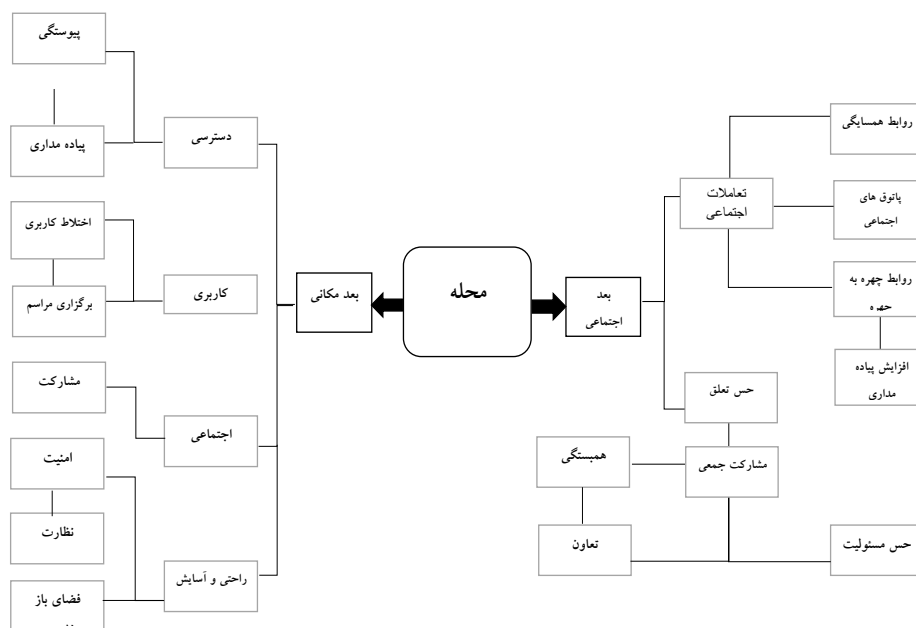 محله
بعد
اجتماعی
تعاملات
اجتماعی
روابط همسایگی
پاتوق های
اجتماعی
روابط چهره به
چهره
افزایش پیاده
مداری
حس تعلق
مشارکت جمعی
همبستگی
تعاون
حس مسئولیت
بعد مکانی
دسترسی
پیوستگی
پیاده مداری
کاربری
اختلاط کاربری
برگزاری مراسم
اجتماعی
مشارکت
راحتی و آسایش
امنیت
نظارت
فضای باز